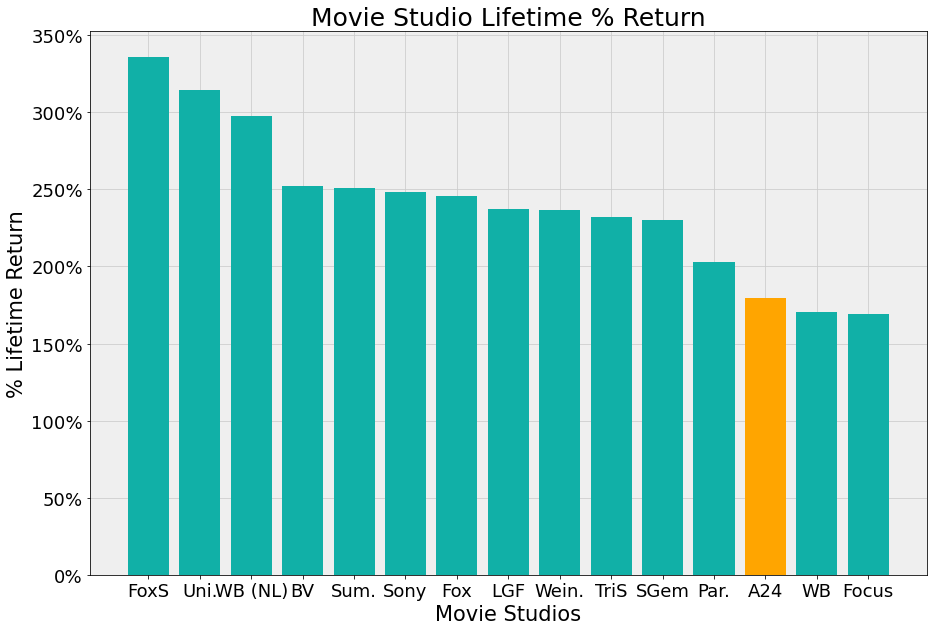 Movie Studio Lifetime % Return
% Lifetime Return
350%
300%
250%
200%
150%
100%
50%
0%
FoxS Uni. WB (NL) BV Sum. Sony Fox LGF Wein. TriS SGem Par. A24 WB Focus
Movie Studios